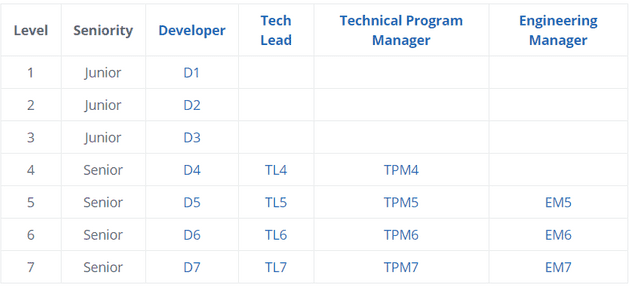 Level Seniority Developer Tech Lead Technical Program Manager Engineering Manager
1 Junior D1
2 Junior D2
3 Junior D3
4 Senior D4 TL4 TPM4
5 Senior D5 TL5 TPM5 EM5
6 Senior D6 TL6 TPM6 EM6
7 Senior D7 TL7 TPM7 EM7